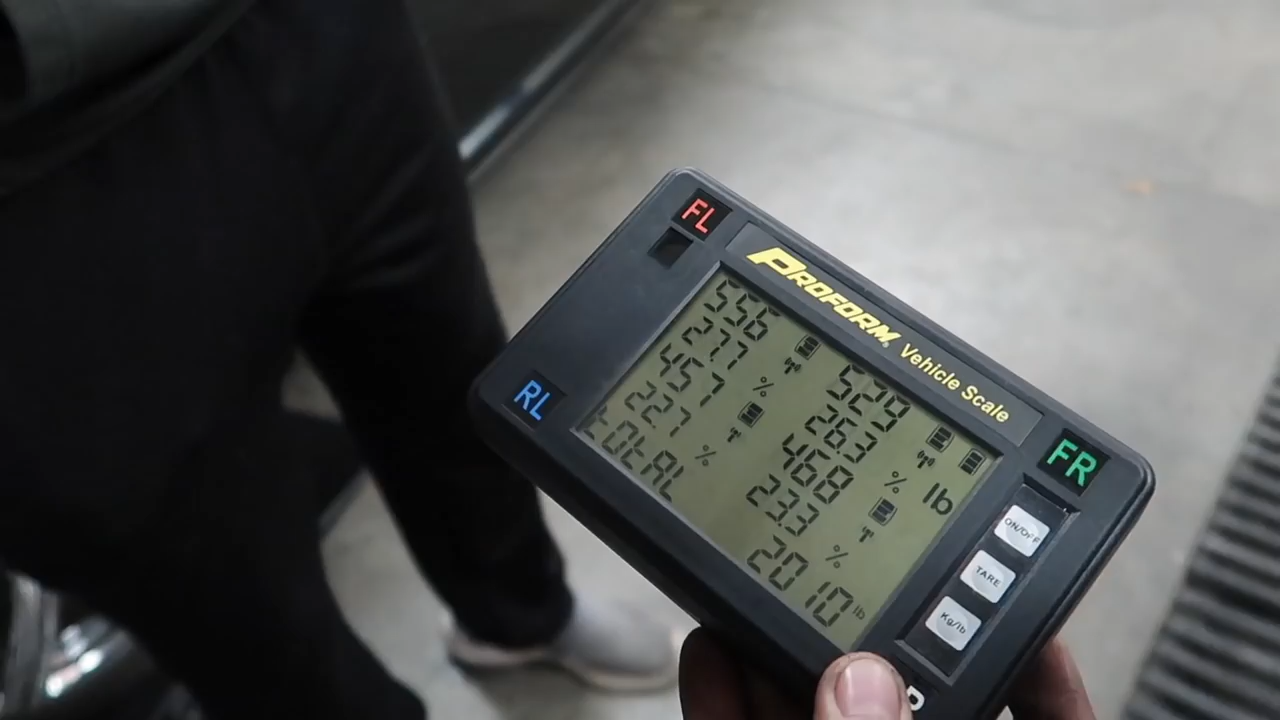 FL
PROFORM® Vehicle Scale
RL
FR
556 529
27.7 % 26.3 % lb
457 468
22.7 % 23.3 %
totAL 2010 lb
ON/OFF
TARE
Kg/lb